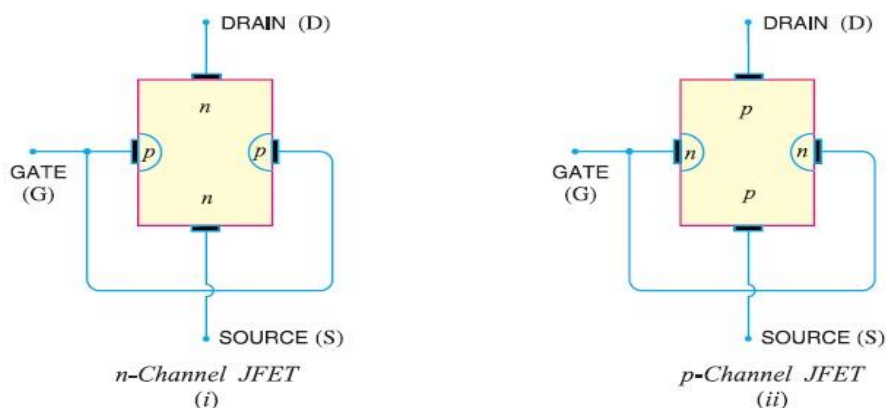 DRAIN (D)
n
p
p
GATE
(G)
n
SOURCE (S)
n-Channel JFET
(i)
DRAIN (D)
p
n
n
GATE
(G)
p
SOURCE (S)
p-Channel JFET
(ii)